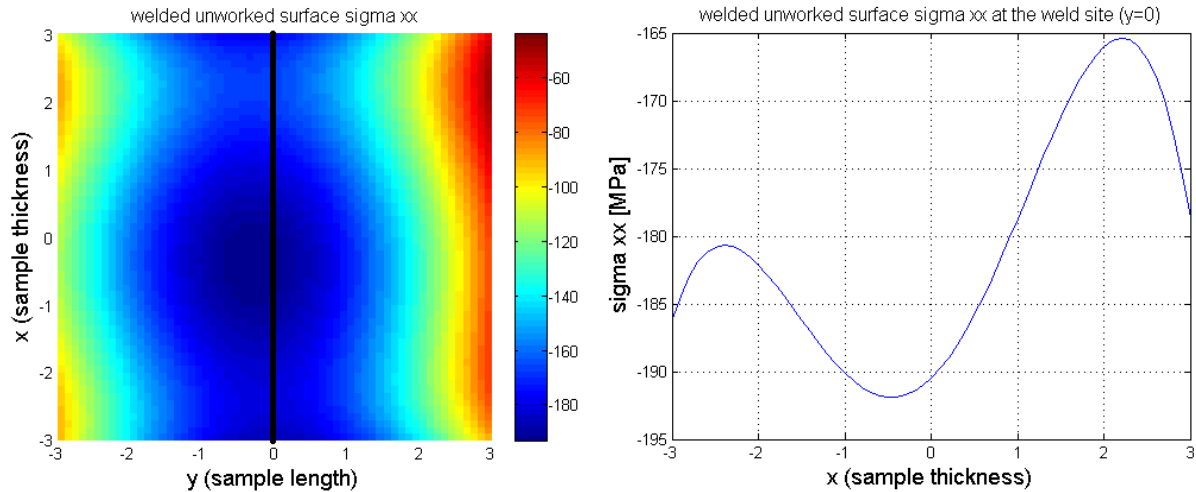 welded unworked surface sigma xx
3
2
1
0
-1
-2
-3
-3 -2 -1 0 1 2 3
x (sample thickness)
y (sample length)
-60
-80
-100
-120
-140
-160
-180
welded unworked surface sigma xx at the weld site (y=0)
-165
-170
-175
-180
-185
-190
-195
-3 -2 -1 0 1 2 3
sigma xx [MPa]
x (sample thickness)